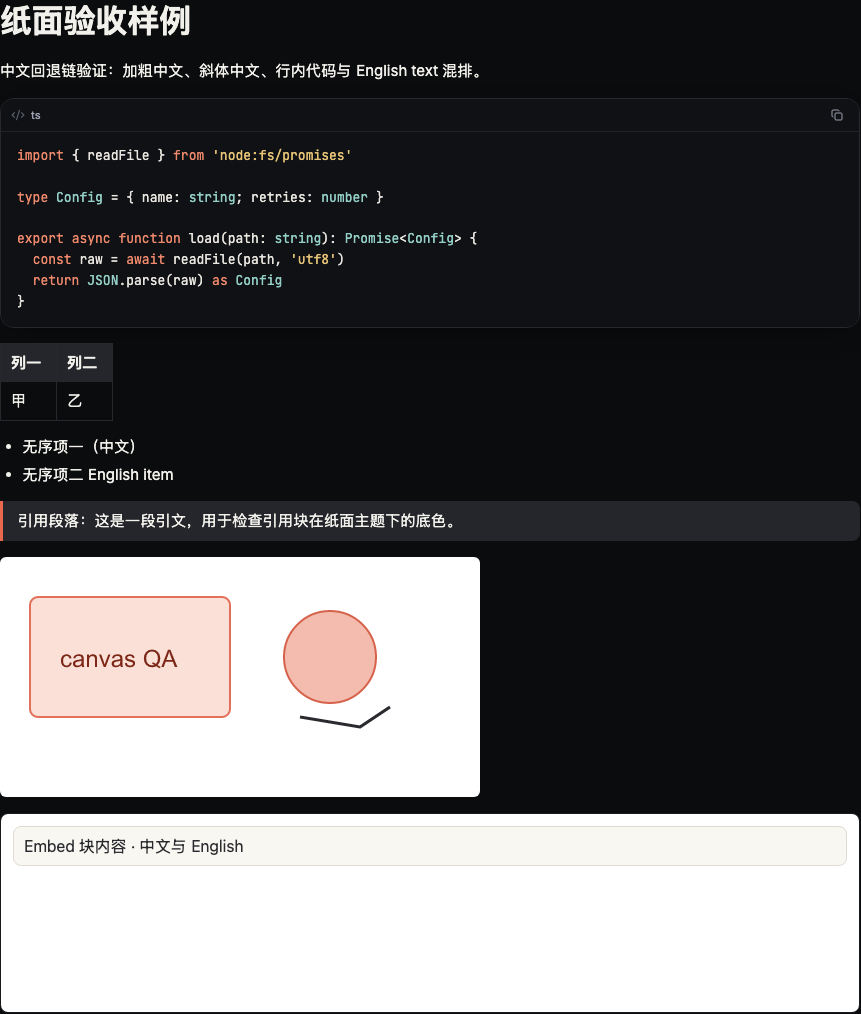 纸面验收样例
中文回退链验证：加粗中文、斜体中文、行内代码与 English text 混排。
</> ts
import { readFile } from 'node:fs/promises'
type Config = { name: string; retries: number }
export async function load(path: string): Promise<Config> {
  const raw = await readFile(path, 'utf8')
  return JSON.parse(raw) as Config
}
列一 列二
甲 乙
• 无序项一（中文）
• 无序项二 English item
引用段落：这是一段引文，用于检查引用块在纸面主题下的底色。
canvas QA
Embed 块内容 · 中文与 English